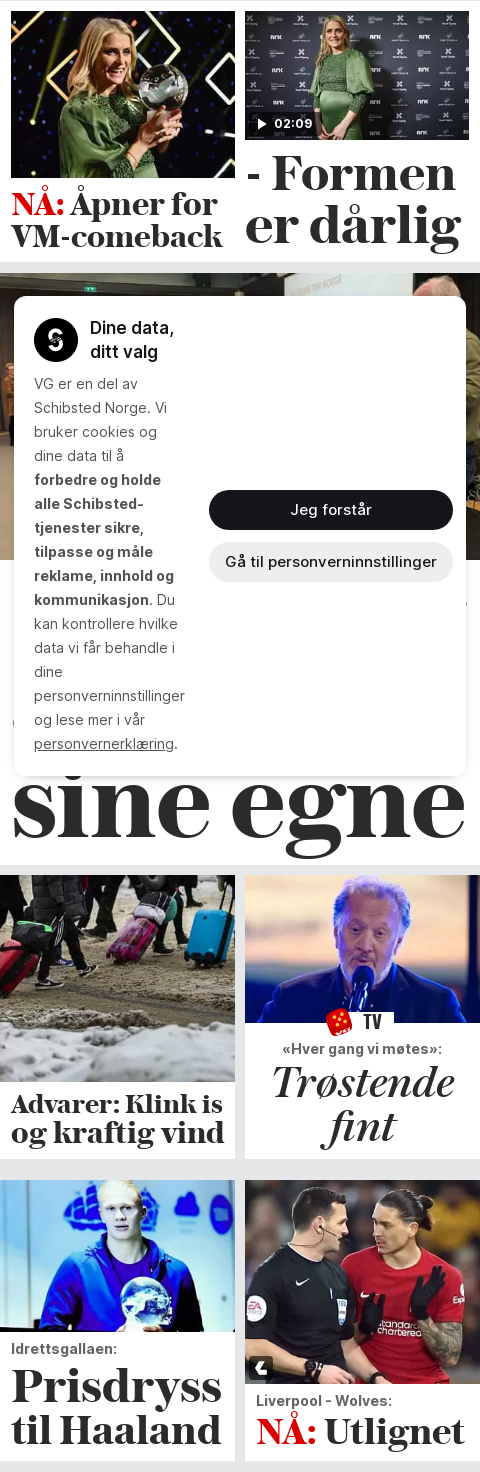 02:09
NÅ: Åpner for
VM-comeback
- Formen
er dårlig
Dine data,
ditt valg
VG er en del av
Schibsted Norge. Vi
bruker cookies og
dine data til å
forbedre og holde
alle Schibsted-
tjenester sikre,
tilpasse og måle
reklame, innhold og
kommunikasjon. Du
kan kontrollere hvilke
data vi får behandle i
dine
personverninnstillinger
og lese mer i vår
personvernerklæring.
Jeg forstår
Gå til personverninnstillinger
sine egne
Advarer: Klink is
og kraftig vind
TV
«Hver gang vi møtes»:
Trøstende
fint
Idrettsgallaen:
Prisdryss
til Haaland
EA
standard
chartered
Liverpool - Wolves:
NÅ: Utlignet